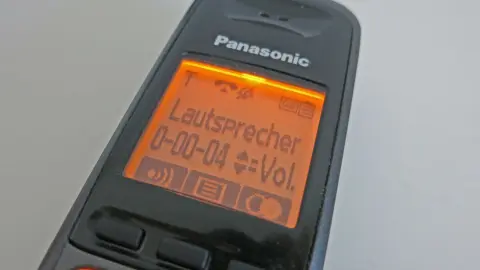 Panasonic
Lautsprecher
0-00-04 =Vol.